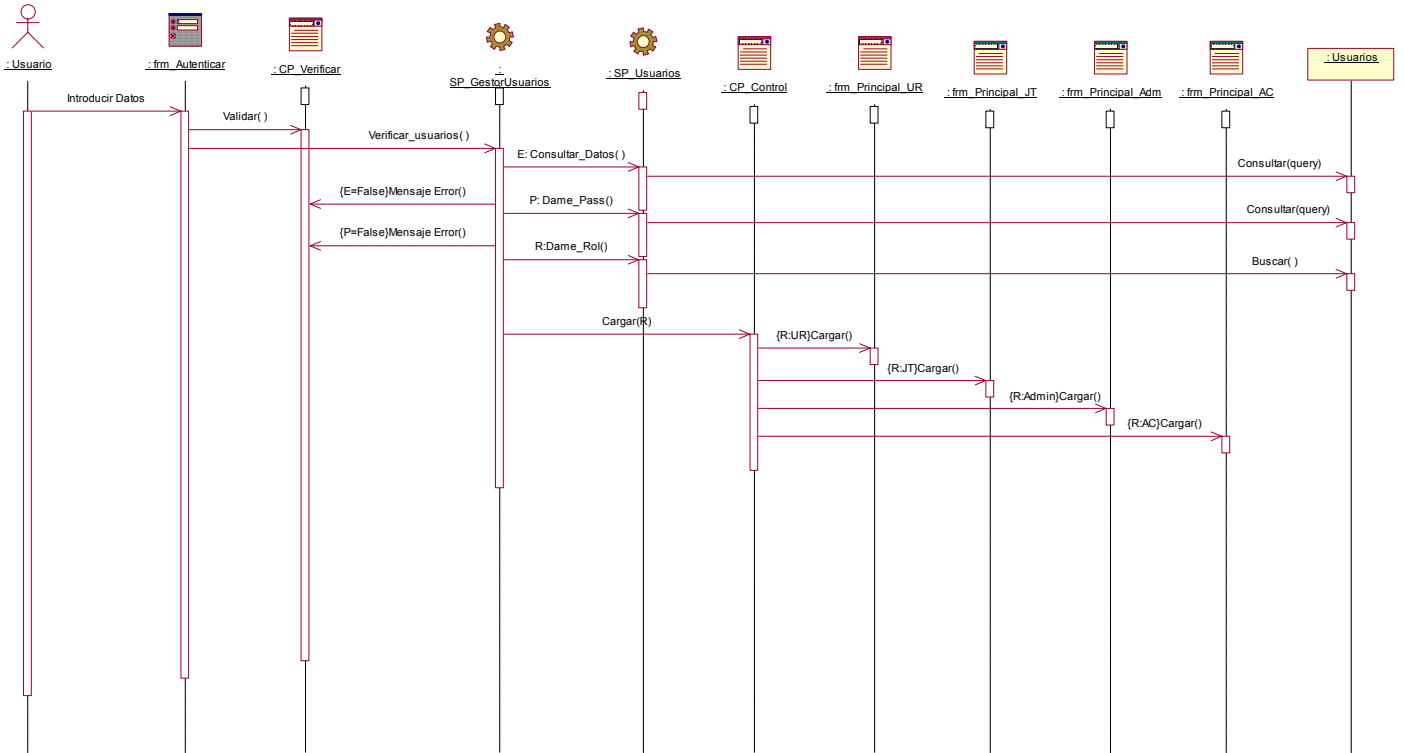 : Usuario
: frm_Autenticar
: CP_Verificar
:
SP_GestorUsuarios
: SP_Usuarios
: CP_Control
: frm_Principal_UR
: frm_Principal_JT
: frm_Principal_Adm
: frm_Principal_AC
: Usuarios
Introducir Datos
Validar( )
Verificar_usuarios( )
E: Consultar_Datos( )
Consultar(query)
{E=False}Mensaje Error()
P: Dame_Pass()
Consultar(query)
{P=False}Mensaje Error()
R:Dame_Rol()
Buscar( )
Cargar(R)
{R:UR}Cargar()
{R:JT}Cargar()
{R:Admin}Cargar()
{R:AC}Cargar()